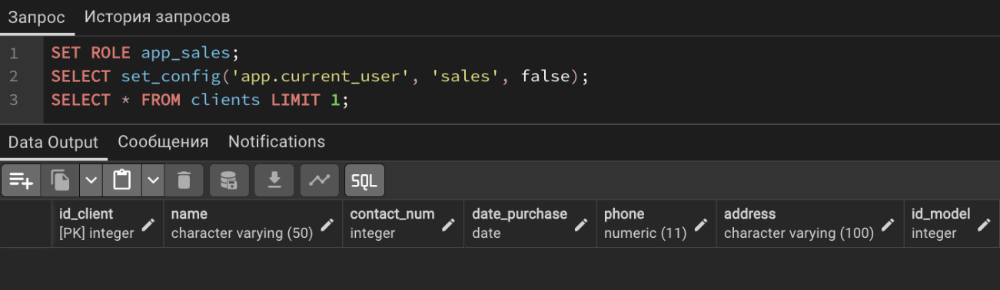 Запрос История запросов
1 SET ROLE app_sales;
2 SELECT set_config('app.current_user', 'sales', false);
3 SELECT * FROM clients LIMIT 1;
Data Output Сообщения Notifications
SQL
id_client name contact_num date_purchase phone address id_model
[PK] integer character varying (50) integer date numeric (11) character varying (100) integer